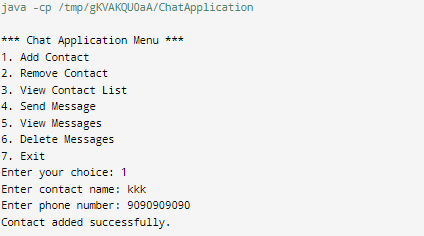 java -cp /tmp/gKVAKQU0aA/ChatApplication
*** Chat Application Menu ***
1. Add Contact
2. Remove Contact
3. View Contact List
4. Send Message
5. View Messages
6. Delete Messages
7. Exit
Enter your choice: 1
Enter contact name: kkk
Enter phone number: 9090909090
Contact added successfully.